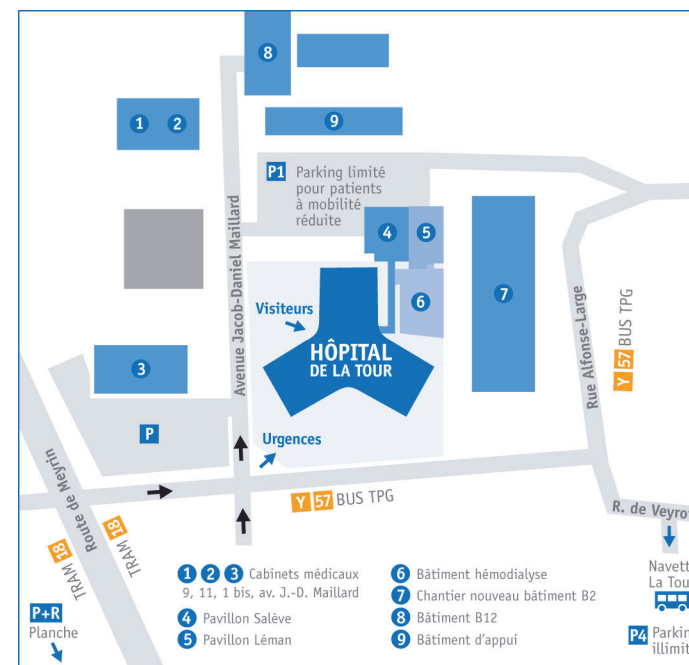 8
1 2
9
P1 Parking limité
pour patients
à mobilité
réduite
4 5
6
7
Avenue Jacob-Daniel Maillard
Visiteurs
HÔPITAL
DE LA TOUR
Rue Alfonse-Large
Y 57 BUS TPG
3
P
Urgences
Route de Meyrin
Y 57 BUS TPG
TRAM 18
TRAM 18
P+R
Planche
1 2 3 Cabinets médicaux
9, 11, 1 bis, av. J.-D. Maillard
4 Pavillon Salève
5 Pavillon Léman
6 Bâtiment hémodialyse
7 Chantier nouveau bâtiment B2
8 Bâtiment B12
9 Bâtiment d'appui
R. de Veyro
Navett
La Tou
P4 Parkin
illimit